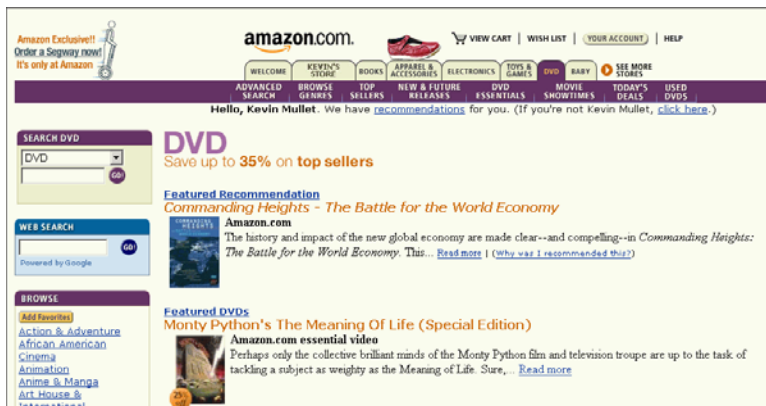 Amazon Exclusive!!
Order a Segway now!
It's only at Amazon
amazon.com.
VIEW CART | WISH LIST | YOUR ACCOUNT | HELP
WELCOME
KEVIN'S STORE
BOOKS
APPAREL & ACCESSORIES
ELECTRONICS
TOYS & GAMES
DVD
BABY
SEE MORE STORES
ADVANCED SEARCH
BROWSE GENRES
TOP SELLERS
NEW & FUTURE RELEASES
DVD ESSENTIALS
MOVIE SHOWTIMES
TODAY'S DEALS
USED DVDS
Hello, Kevin Mullet. We have recommendations for you. (If you're not Kevin Mullet, click here.)
SEARCH DVD
DVD
GO!
WEB SEARCH
GO!
Powered by Google
BROWSE
Add Favorites
Action & Adventure
African American
Cinema
Animation
Anime & Manga
Art House &
International
DVD
Save up to 35% on top sellers
Featured Recommendation
Commanding Heights - The Battle for the World Economy
COMMANDING
HEIGHTS
Amazon.com
The history and impact of the new global economy are made clear--and compelling--in Commanding Heights:
The Battle for the World Economy. This... Read more | (Why was I recommended this?)
Featured DVDs
Monty Python's The Meaning Of Life (Special Edition)
25%
off
Amazon.com essential video
Perhaps only the collective brilliant minds of the Monty Python film and television troupe are up to the task of
tackling a subject as weighty as the Meaning of Life. Sure,... Read more